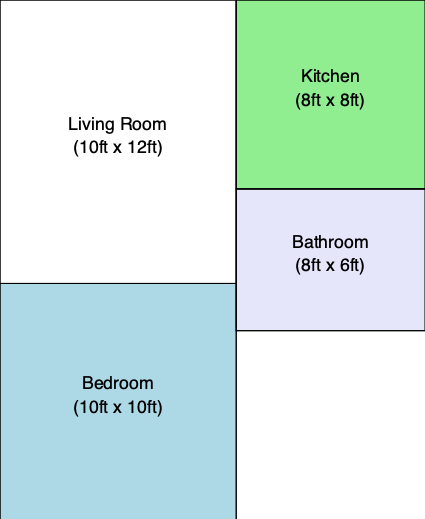 Living Room
(10ft x 12ft)
Kitchen
(8ft x 8ft)
Bathroom
(8ft x 6ft)
Bedroom
(10ft x 10ft)